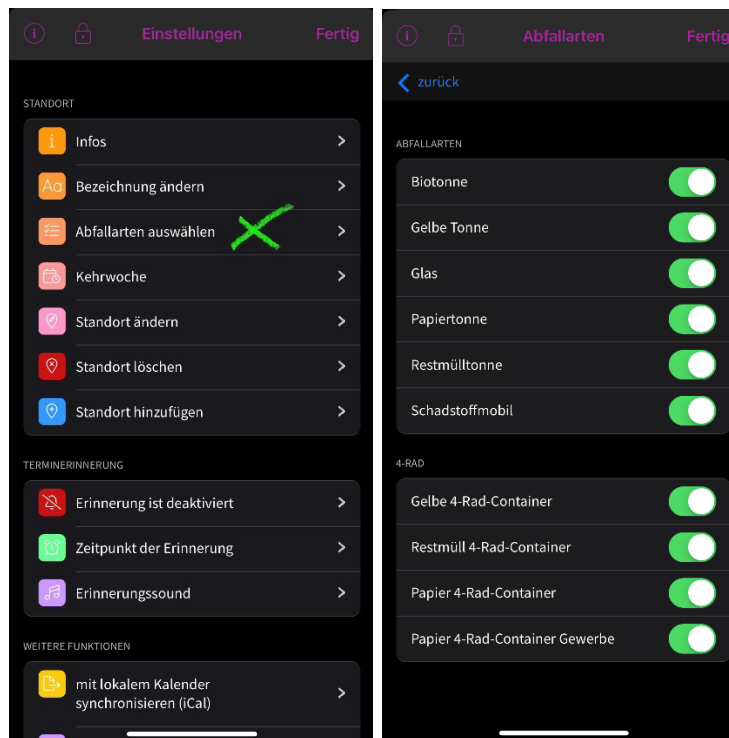 Einstellungen
Fertig
STANDORT
Infos
Aa Bezeichnung ändern
Abfallarten auswählen
Kehrwoche
Standort ändern
Standort löschen
Standort hinzufügen
TERMINERINNERUNG
Erinnerung ist deaktiviert
Zeitpunkt der Erinnerung
Erinnerungssound
WEITERE FUNKTIONEN
mit lokalem Kalender
synchronisieren (iCal)
Abfallarten
Fertig
zurück
ABFALLARTEN
Biotonne
Gelbe Tonne
Glas
Papiertonne
Restmülltonne
Schadstoffmobil
4-RAD
Gelbe 4-Rad-Container
Restmüll 4-Rad-Container
Papier 4-Rad-Container
Papier 4-Rad-Container Gewerbe